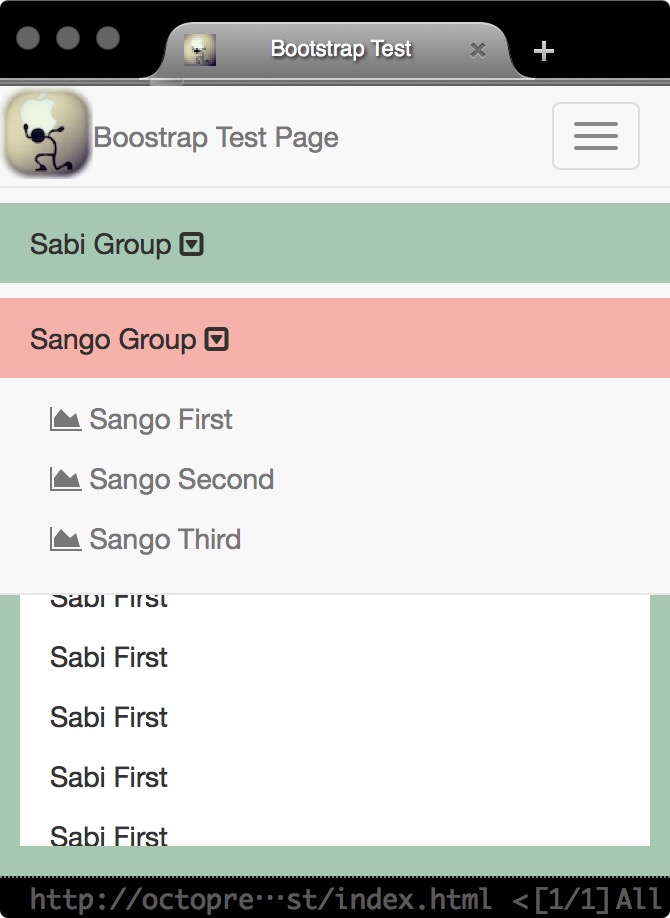 Bootstrap Test
Boostrap Test Page
Sabi Group
Sango Group
Sango First
Sango Second
Sango Third
Sabi First
Sabi First
Sabi First
Sabi First
Sabi First
http://octopre⋯st/index.html <[1/1]All